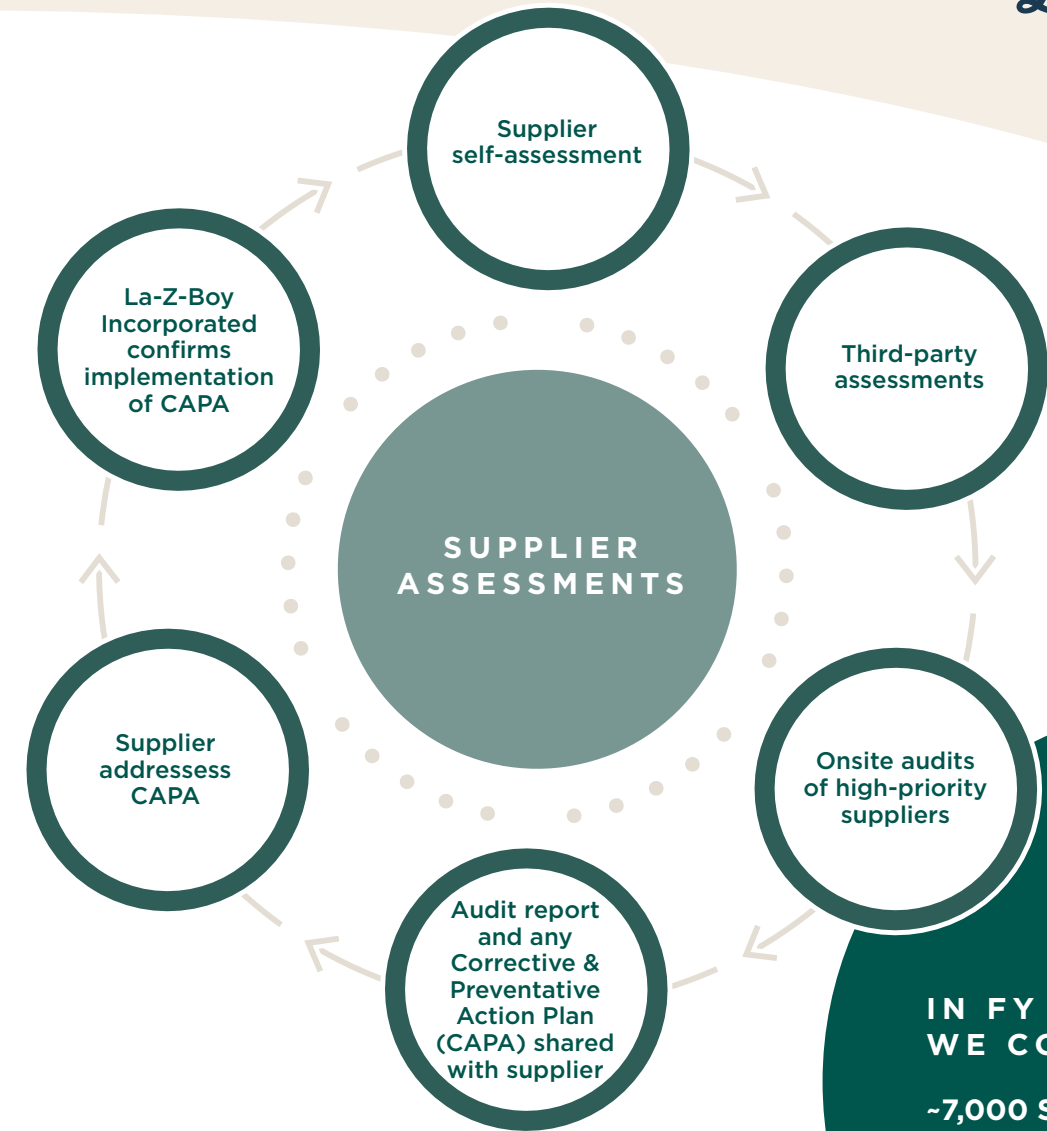 Supplier
self-assessment
Third-party
assessments
Onsite audits
of high-priority
suppliers
Audit report
and any
Corrective &
Preventative
Action Plan
(CAPA) shared
with supplier
Supplier
addressess
CAPA
La-Z-Boy
Incorporated
confirms
implementation
of CAPA
SUPPLIER
ASSESSMENTS
IN FY
WE CO
~7,000 S